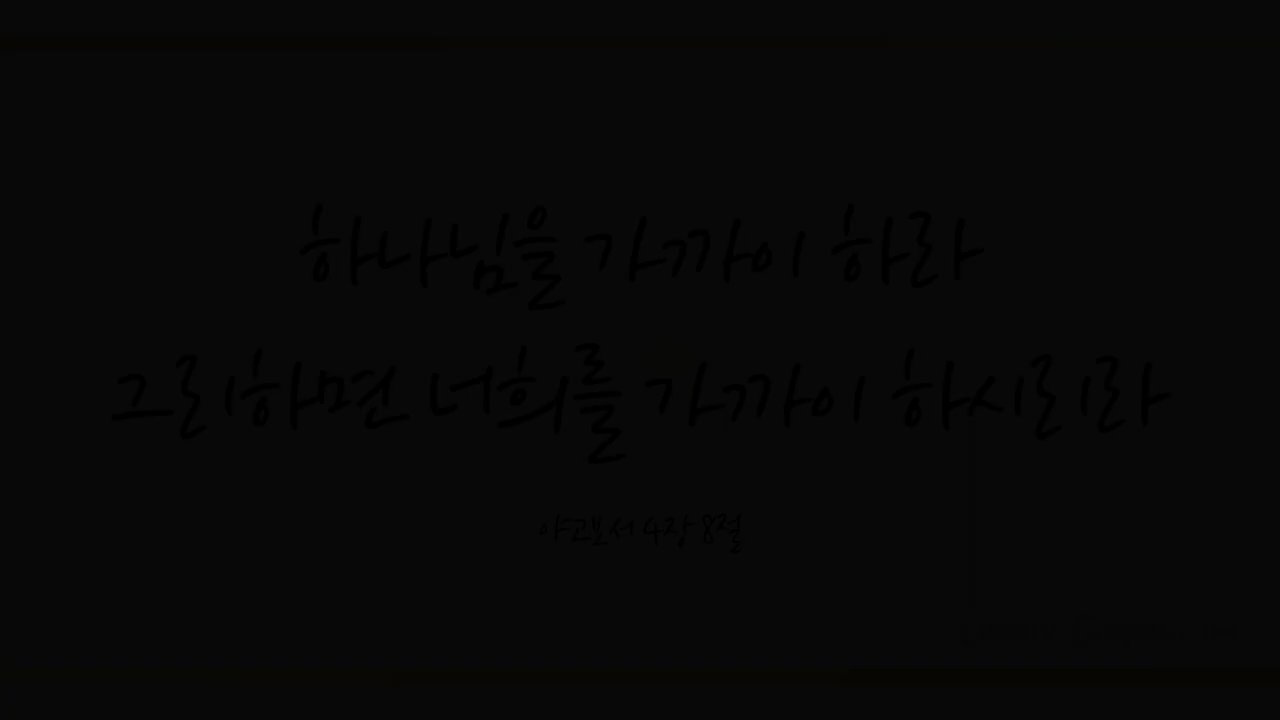 하나님을 가까이 하라
그리하면 너희를 가까이 하시리라
야고보서 4장 8절